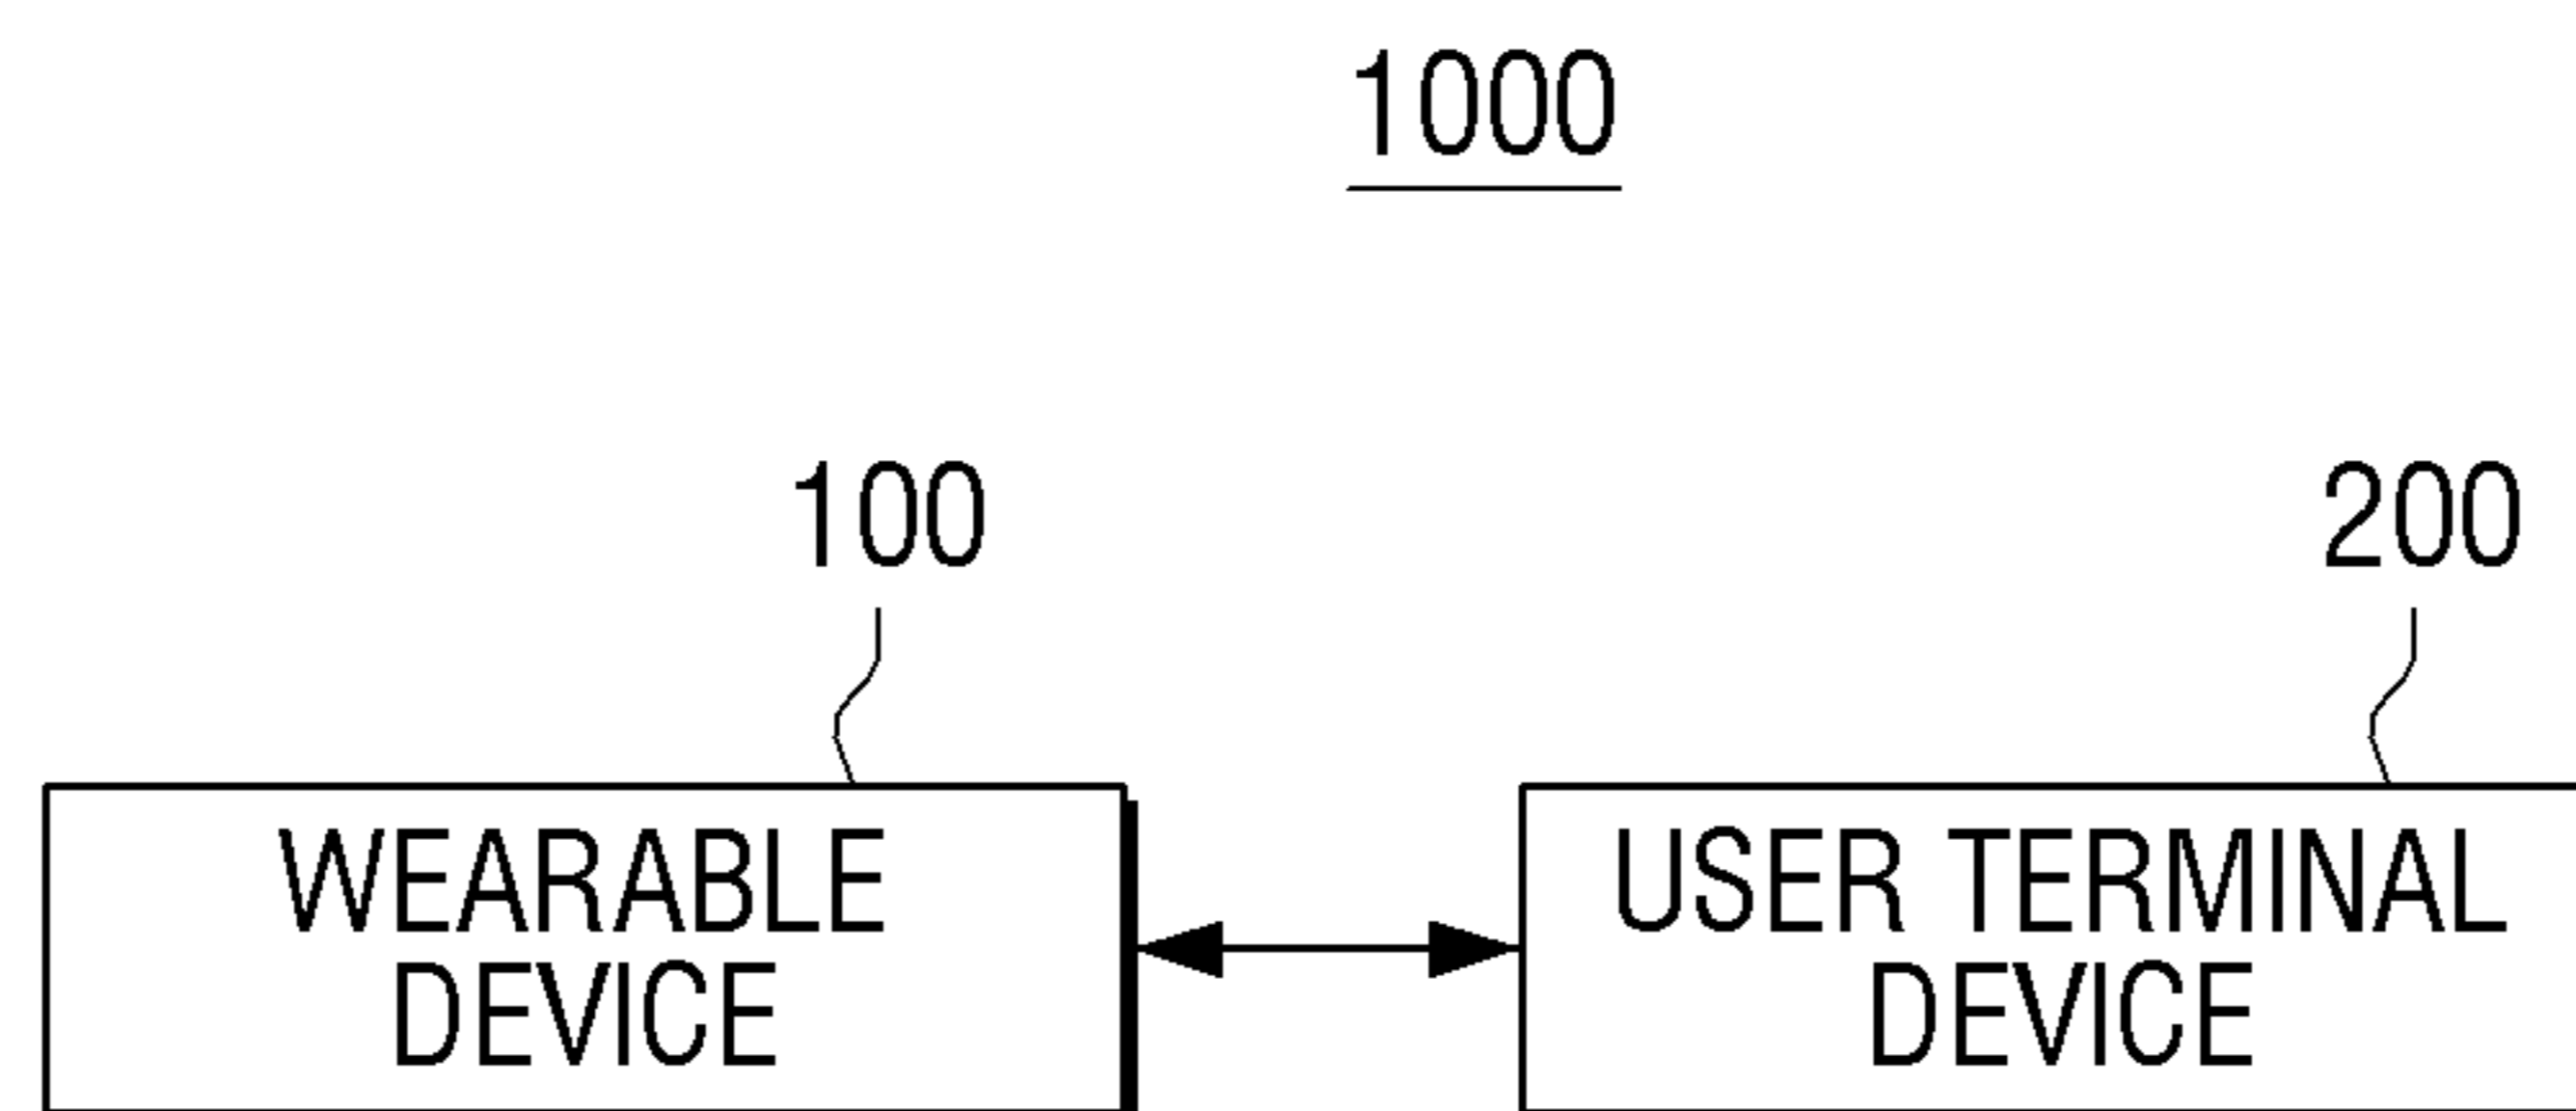 1000
100
200
WEARABLE
DEVICE
USER TERMINAL
DEVICE